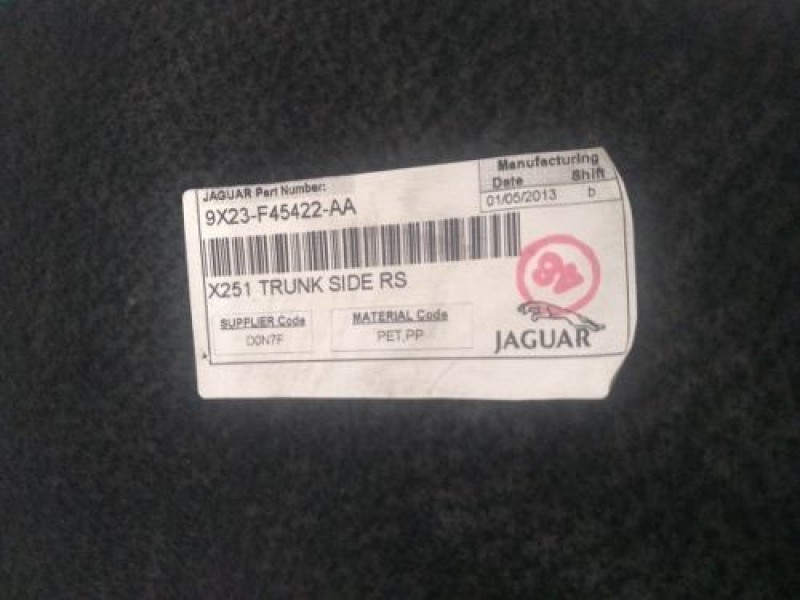 JAGUAR Part Number:
9X23-F45422-AA
Manufacturing
Date Shift
01/05/2013 b
X251 TRUNK SIDE RS
SUPPLIER Code
D0N7F
MATERIAL Code
PET,PP
JAGUAR